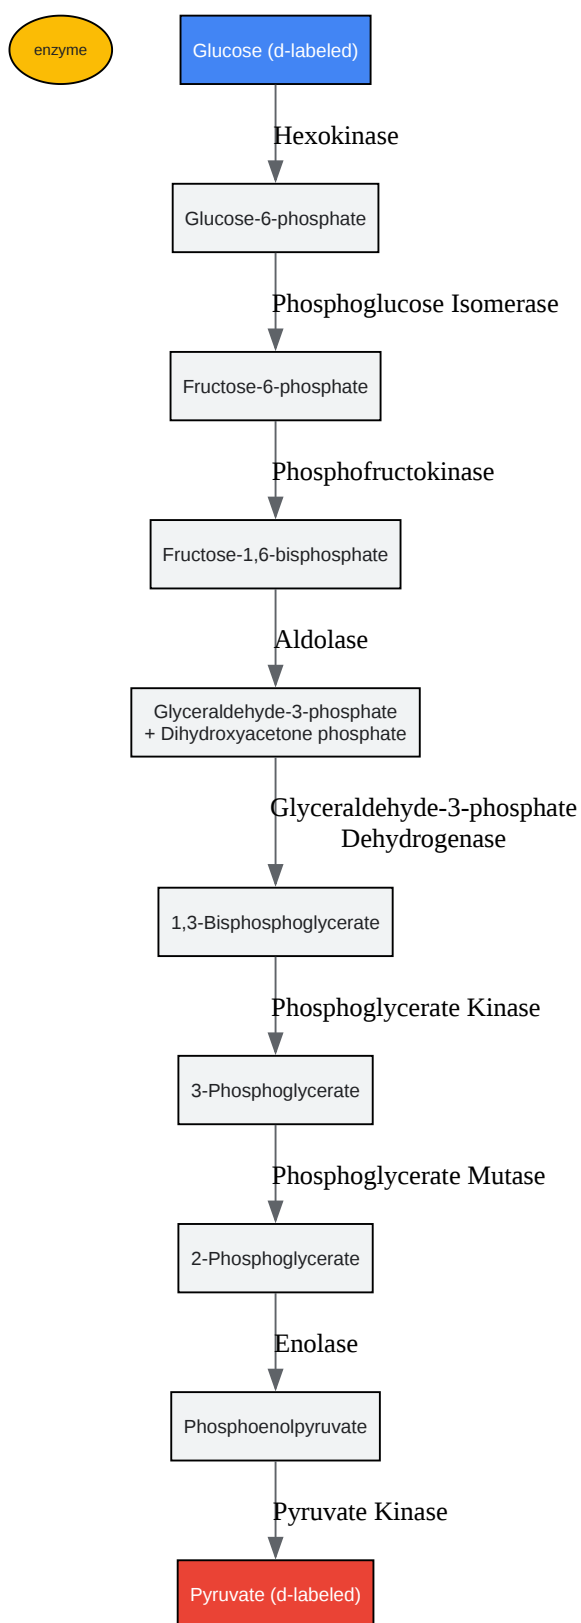 enzyme
Glucose (d-labeled)
Hexokinase
Glucose-6-phosphate
Phosphoglucose Isomerase
Fructose-6-phosphate
Phosphofructokinase
Fructose-1,6-bisphosphate
Aldolase
Glyceraldehyde-3-phosphate
+ Dihydroxyacetone phosphate
Glyceraldehyde-3-phosphate
Dehydrogenase
1,3-Bisphosphoglycerate
Phosphoglycerate Kinase
3-Phosphoglycerate
Phosphoglycerate Mutase
2-Phosphoglycerate
Enolase
Phosphoenolpyruvate
Pyruvate Kinase
Pyruvate (d-labeled)